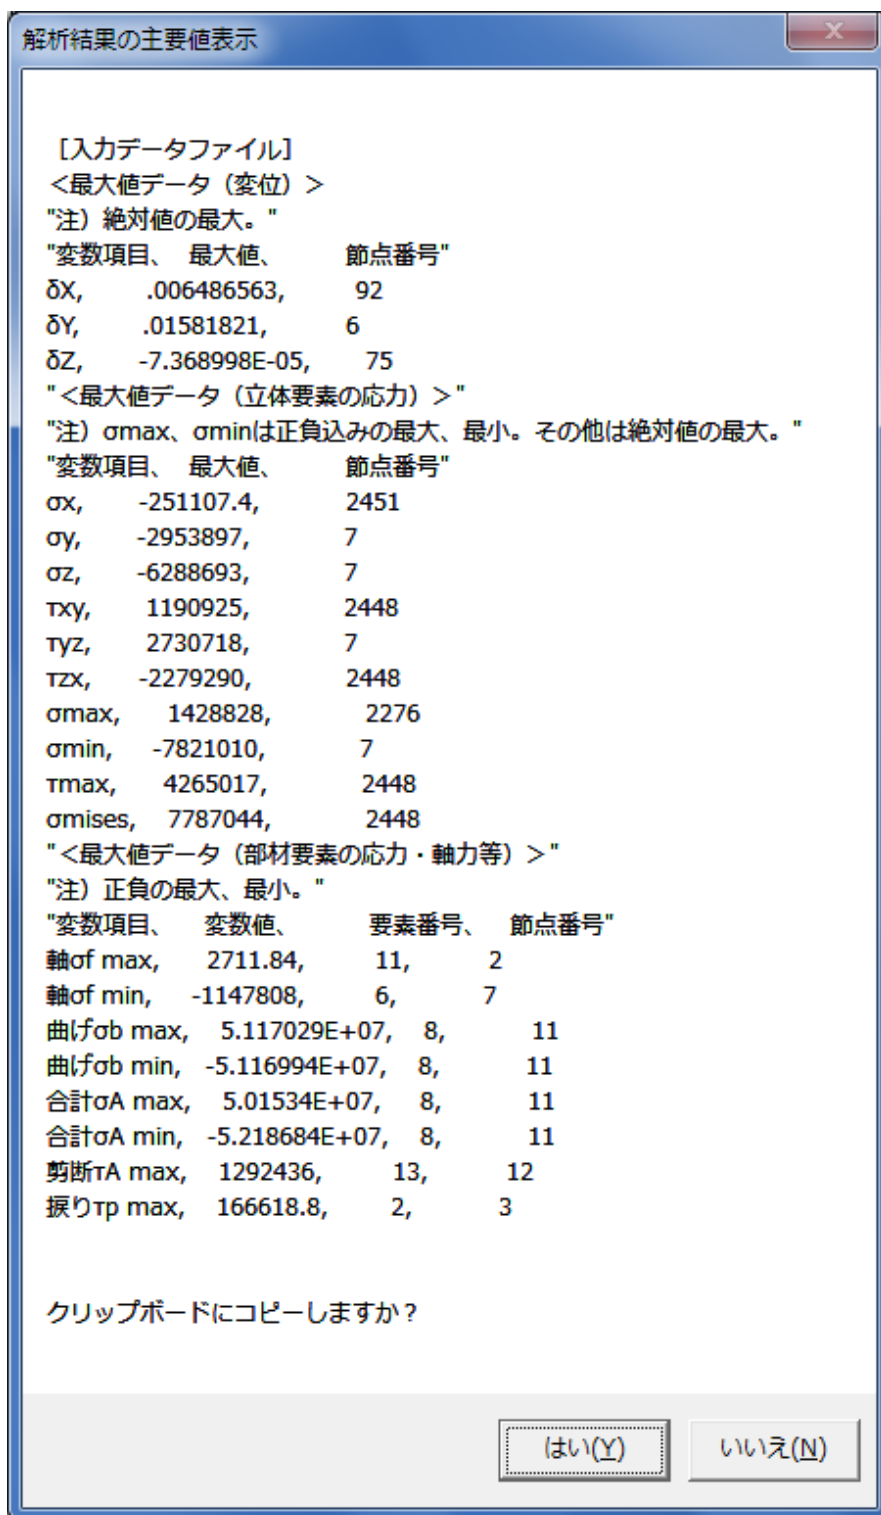 解析結果の主要値表示
［入力データファイル］
＜最大値データ（変位）＞
"注）絶対値の最大。"
"変数項目、 最大値、 節点番号"
δX, .006486563, 92
δY, .01581821, 6
δZ, -7.368998E-05, 75
"＜最大値データ（立体要素の応力）＞"
"注）σmax、σminは正負込みの最大、最小。その他は絶対値の最大。"
"変数項目、 最大値、 節点番号"
σx, -251107.4, 2451
σy, -2953897, 7
σz, -6288693, 7
τxy, 1190925, 2448
τyz, 2730718, 7
τzx, -2279290, 2448
σmax, 1428828, 2276
σmin, -7821010, 7
τmax, 4265017, 2448
σmises, 7787044, 2448
"＜最大値データ（部材要素の応力・軸力等）＞"
"注）正負の最大、最小。"
"変数項目、 変数値、 要素番号、 節点番号"
軸σf max, 2711.84, 11, 2
軸σf min, -1147808, 6, 7
曲げσb max, 5.117029E+07, 8, 11
曲げσb min, -5.116994E+07, 8, 11
合計σA max, 5.01534E+07, 8, 11
合計σA min, -5.218684E+07, 8, 11
剪断τA max, 1292436, 13, 12
捩りτp max, 166618.8, 2, 3
クリップボードにコピーしますか？
はい(Y) いいえ(N)